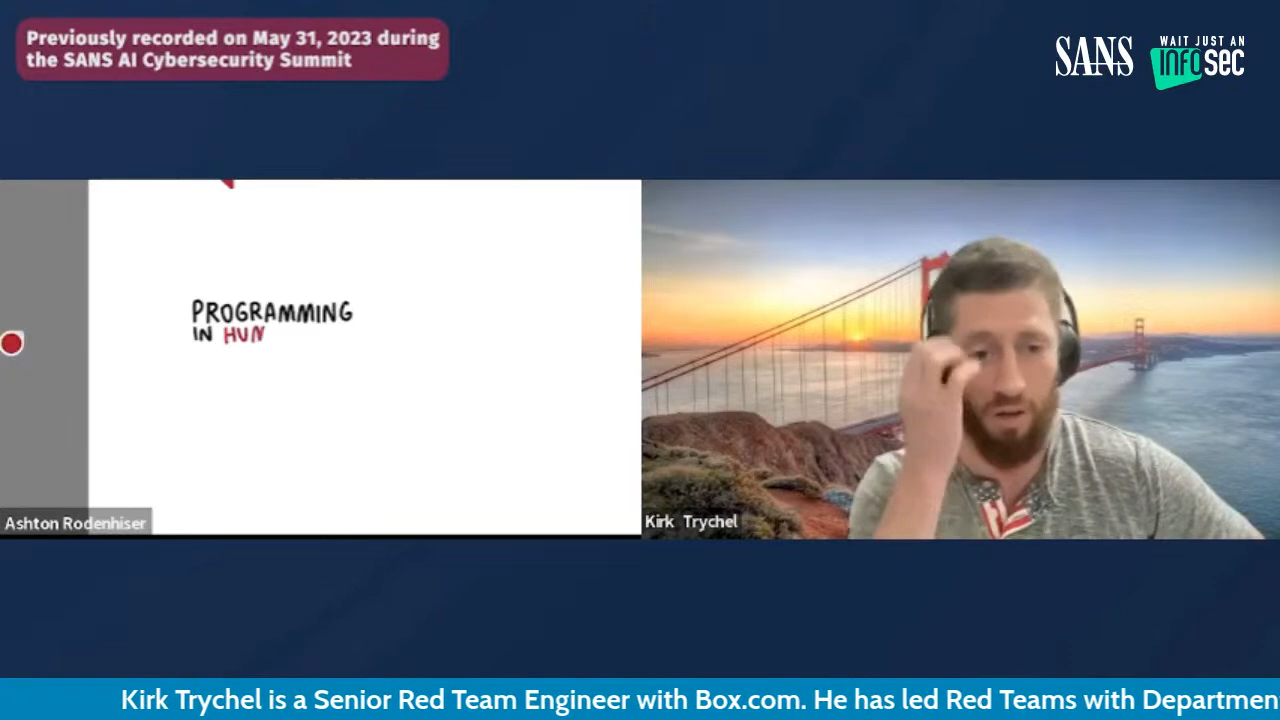 Previously recorded on May 31, 2023 during
the SANS AI Cybersecurity Summit
SANS
WAIT JUST AN
INFOSEC
PROGRAMMING
IN HUN
Ashton Rodenhiser
Kirk Trychel
Kirk Trychel is a Senior Red Team Engineer with Box.com. He has led Red Teams with Departmen